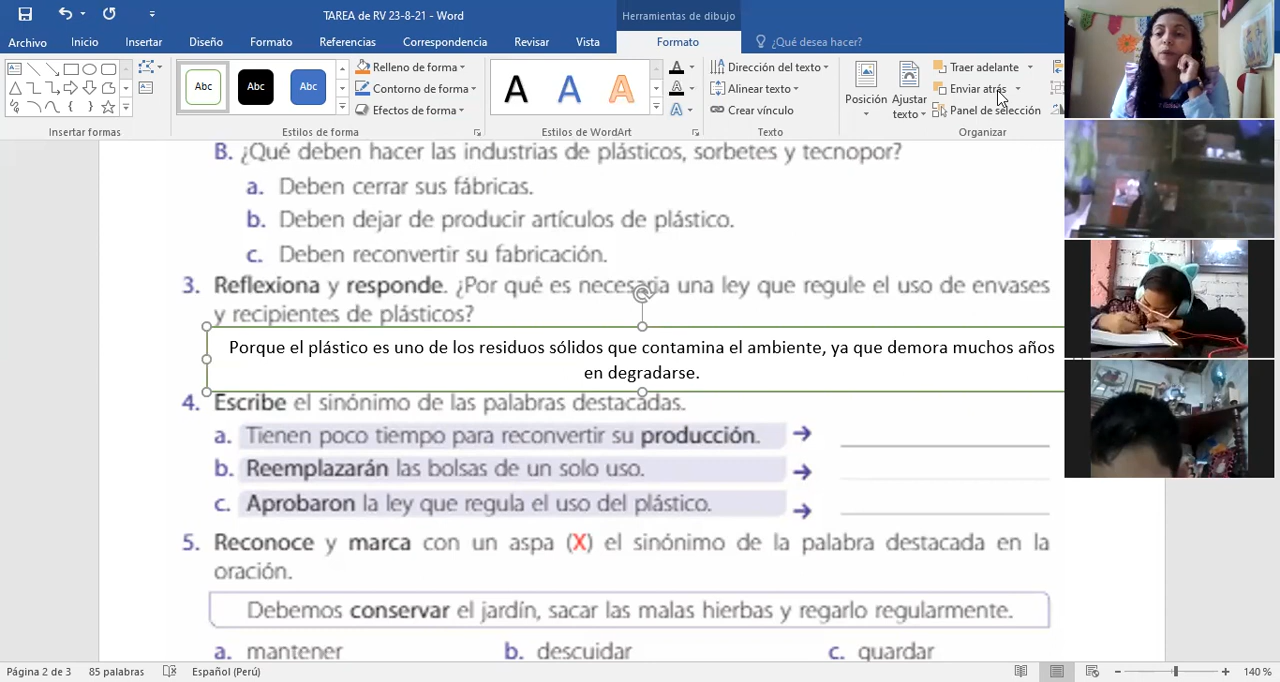 TAREA de RV 23-8-21 - Word
Herramientas de dibujo
Archivo Inicio Insertar Diseño Formato Referencias Correspondencia Revisar Vista Formato ¿Qué desea hacer?
Abc Abc Abc
Relleno de forma
Contorno de forma
Efectos de forma
A A A
Dirección del texto
Alinear texto
Crear vínculo
Posición
Ajustar
texto
Traer adelante
Enviar atrás
Panel de selección
Insertar formas Estilos de forma Estilos de WordArt Texto Organizar
B. ¿Qué deben hacer las industrias de plásticos, sorbetes y tecnopor?
a. Deben cerrar sus fábricas.
b. Deben dejar de producir artículos de plástico.
c. Deben reconvertir su fabricación.
3. Reflexiona y responde. ¿Por qué es necesaria una ley que regule el uso de envases
y recipientes de plásticos?
Porque el plástico es uno de los residuos sólidos que contamina el ambiente, ya que demora muchos años
en degradarse.
4. Escribe el sinónimo de las palabras destacadas.
a. Tienen poco tiempo para reconvertir su producción.
b. Reemplazarán las bolsas de un solo uso.
c. Aprobaron la ley que regula el uso del plástico.
5. Reconoce y marca con un aspa (X) el sinónimo de la palabra destacada en la
oración.
Debemos conservar el jardín, sacar las malas hierbas y regarlo regularmente.
a. mantener b. descuidar c. guardar
Página 2 de 3 85 palabras Español (Perú) 140 %